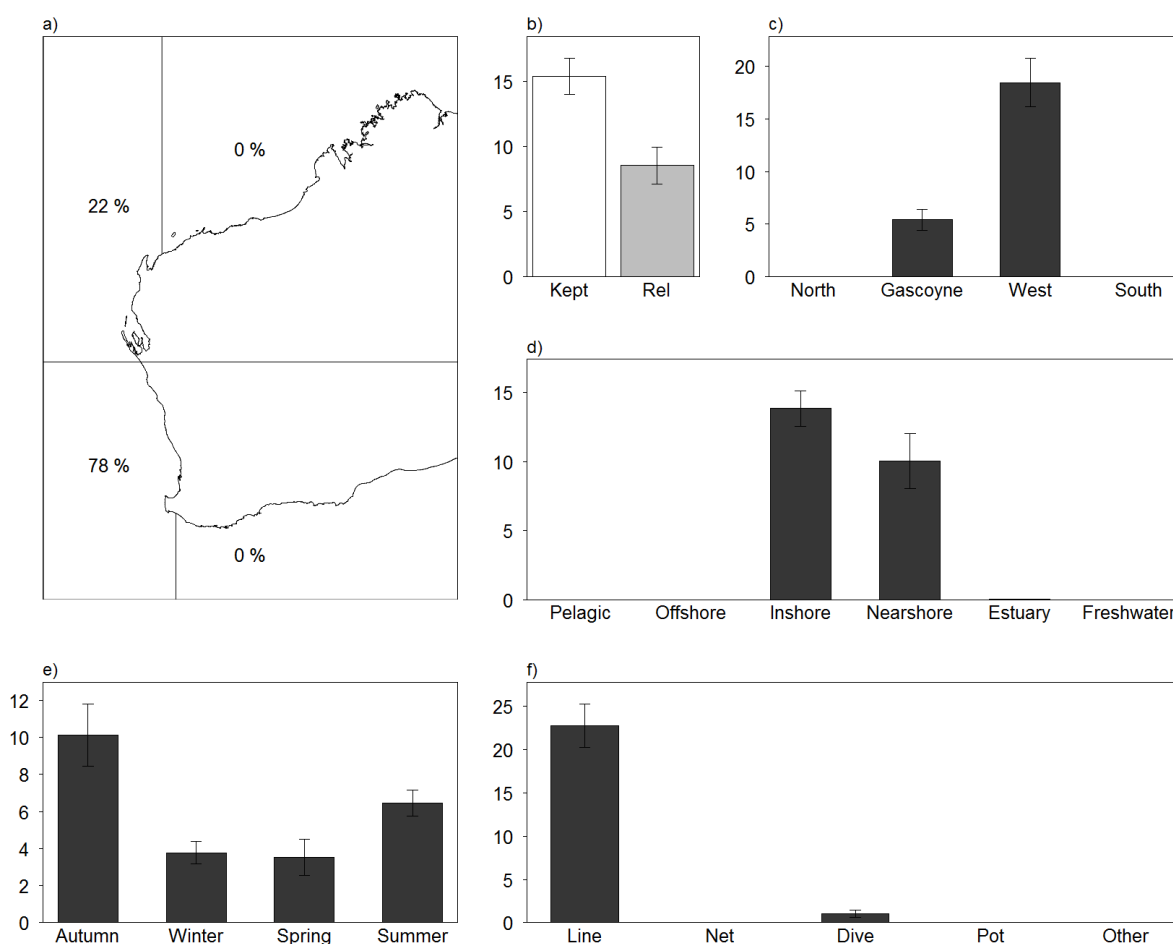 a)
0 %
22 %
78 %
0 %
b)
15
10
5
0
Kept Rel
c)
20
15
10
5
0
North Gascoyne West South
d)
15
10
5
0
Pelagic Offshore Inshore Nearshore Estuary Freshwater
e)
12
10
8
6
4
2
0
Autumn Winter Spring Summer
f)
25
20
15
10
5
0
Line Net Dive Pot Other